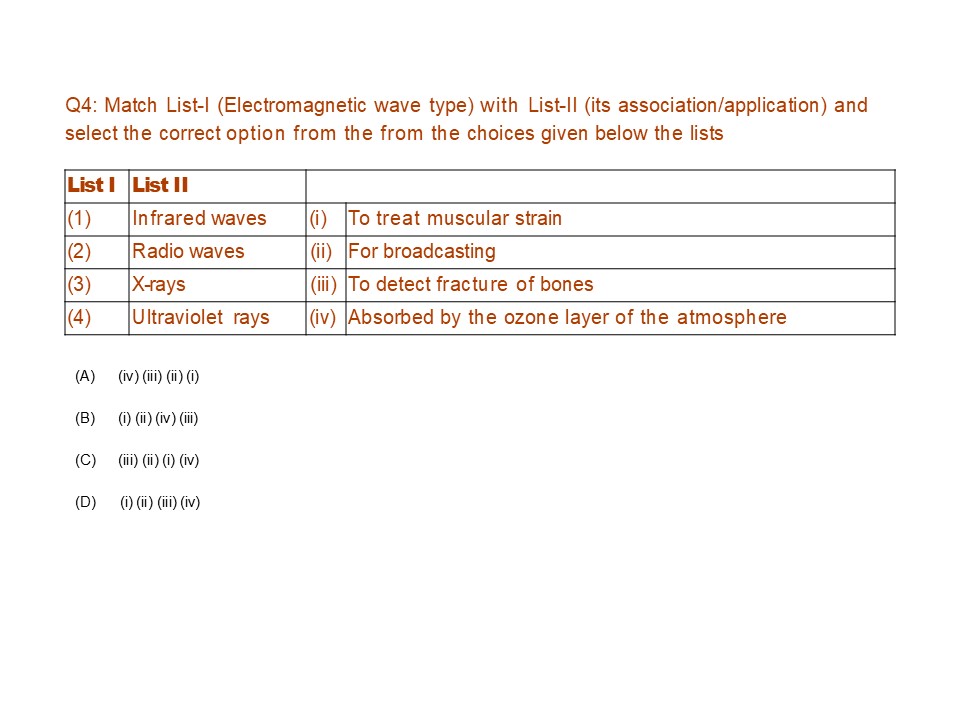 Q4: Match List-I (Electromagnetic wave type) with List-II (its association/application) and
select the correct option from the from the choices given below the lists
List I List II
(1) Infrared waves (i) To treat muscular strain
(2) Radio waves (ii) For broadcasting
(3) X-rays (iii) To detect fracture of bones
(4) Ultraviolet rays (iv) Absorbed by the ozone layer of the atmosphere
(A) (iv) (iii) (ii) (i)
(B) (i) (ii) (iv) (iii)
(C) (iii) (ii) (i) (iv)
(D) (i) (ii) (iii) (iv)